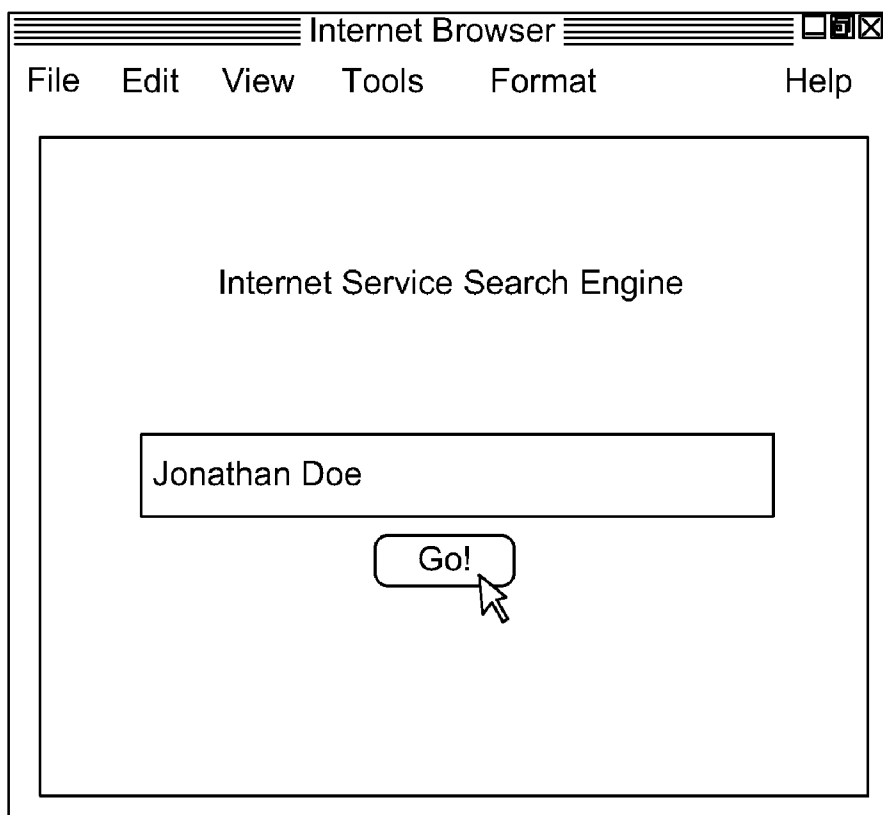 Internet Browser
File Edit View Tools Format Help
Internet Service Search Engine
Jonathan Doe
Go!